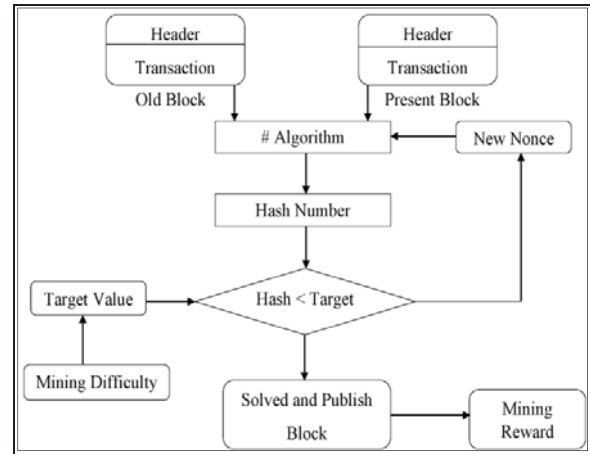 Header
Transaction
Old Block
Header
Transaction
Present Block
# Algorithm
New Nonce
Hash Number
Hash < Target
Target Value
Mining Difficulty
Solved and Publish
Block
Mining
Reward